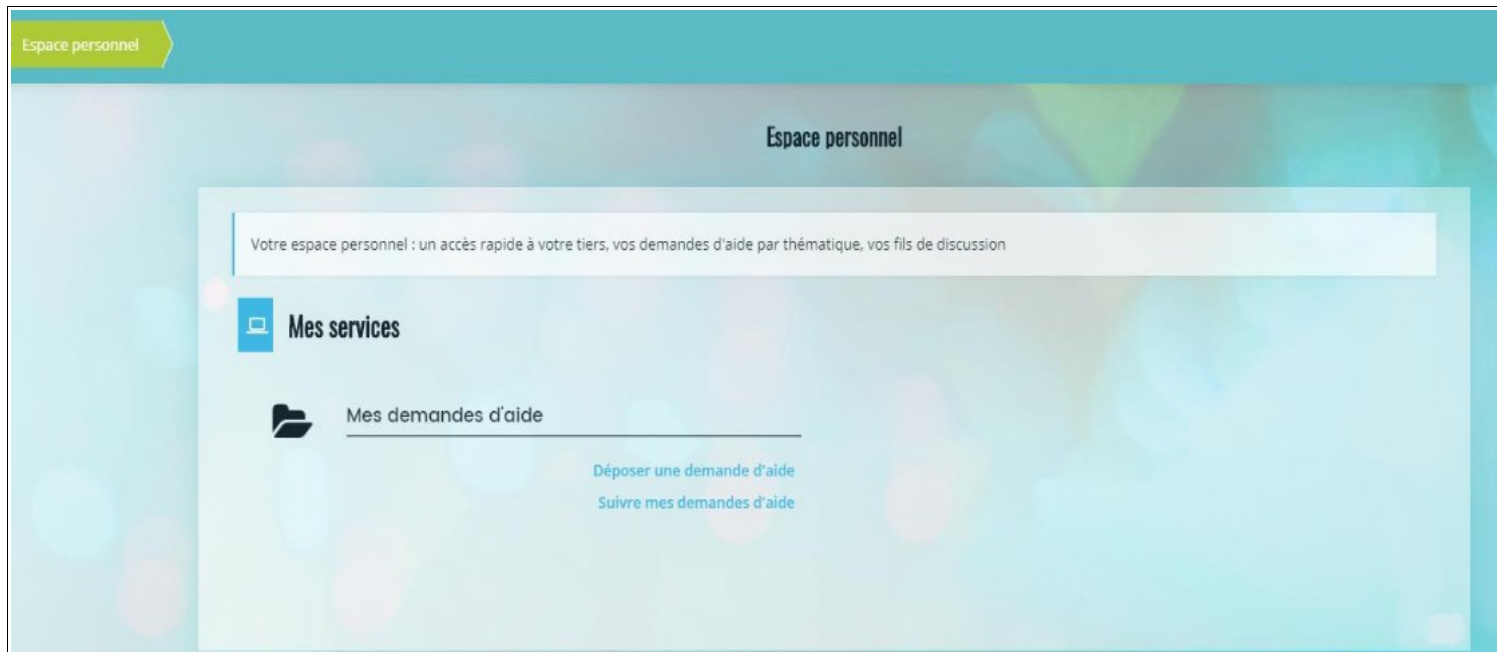 Espace personnel
Espace personnel
Votre espace personnel : un accès rapide à votre tiers, vos demandes d'aide par thématique, vos fils de discussion
Mes services
Mes demandes d'aide
Déposer une demande d'aide
Suivre mes demandes d'aide